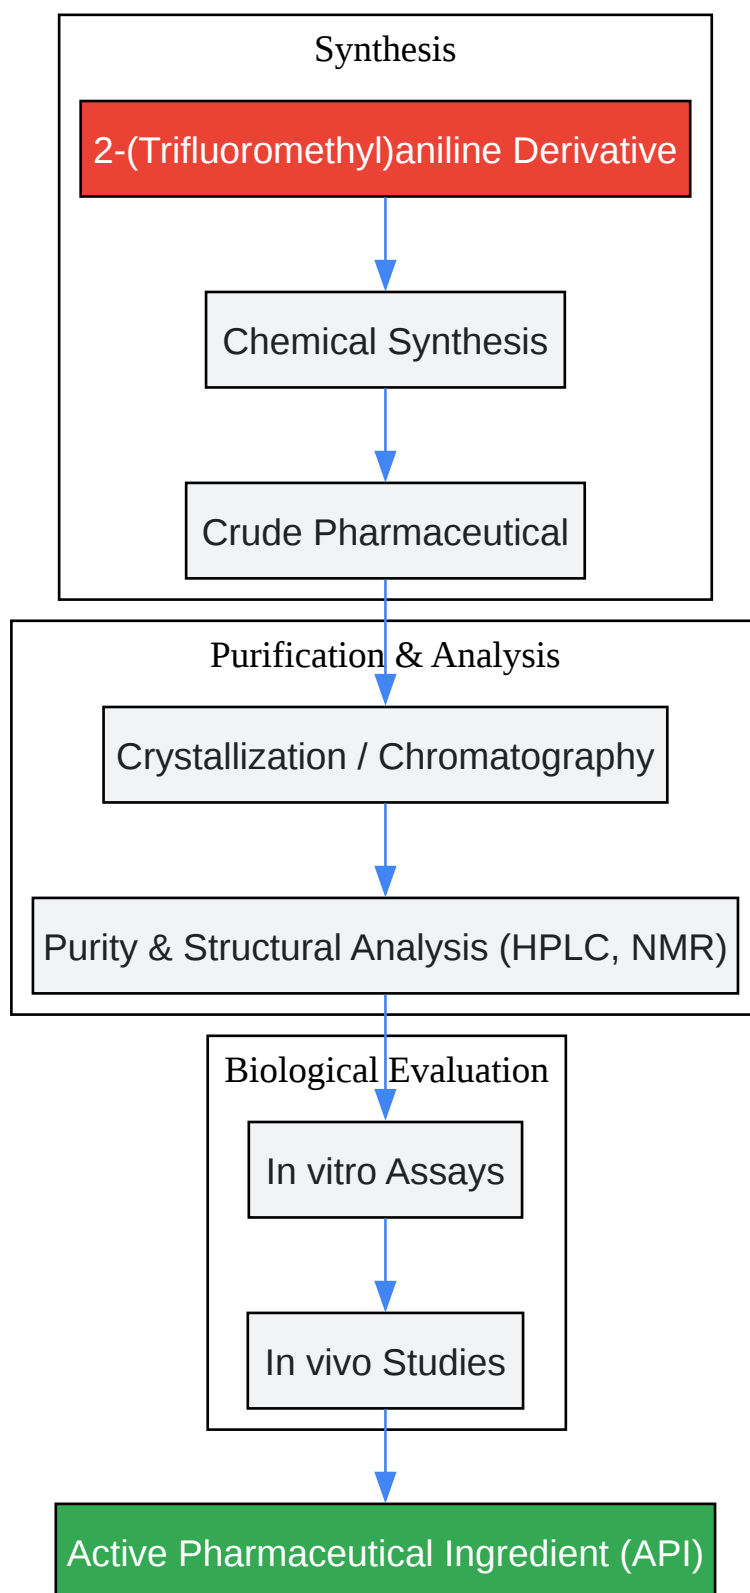 Synthesis
2-(Trifluoromethyl)aniline Derivative
Chemical Synthesis
Crude Pharmaceutical
Purification & Analysis
Crystallization / Chromatography
Purity & Structural Analysis (HPLC, NMR)
Biological Evaluation
In vitro Assays
In vivo Studies
Active Pharmaceutical Ingredient (API)